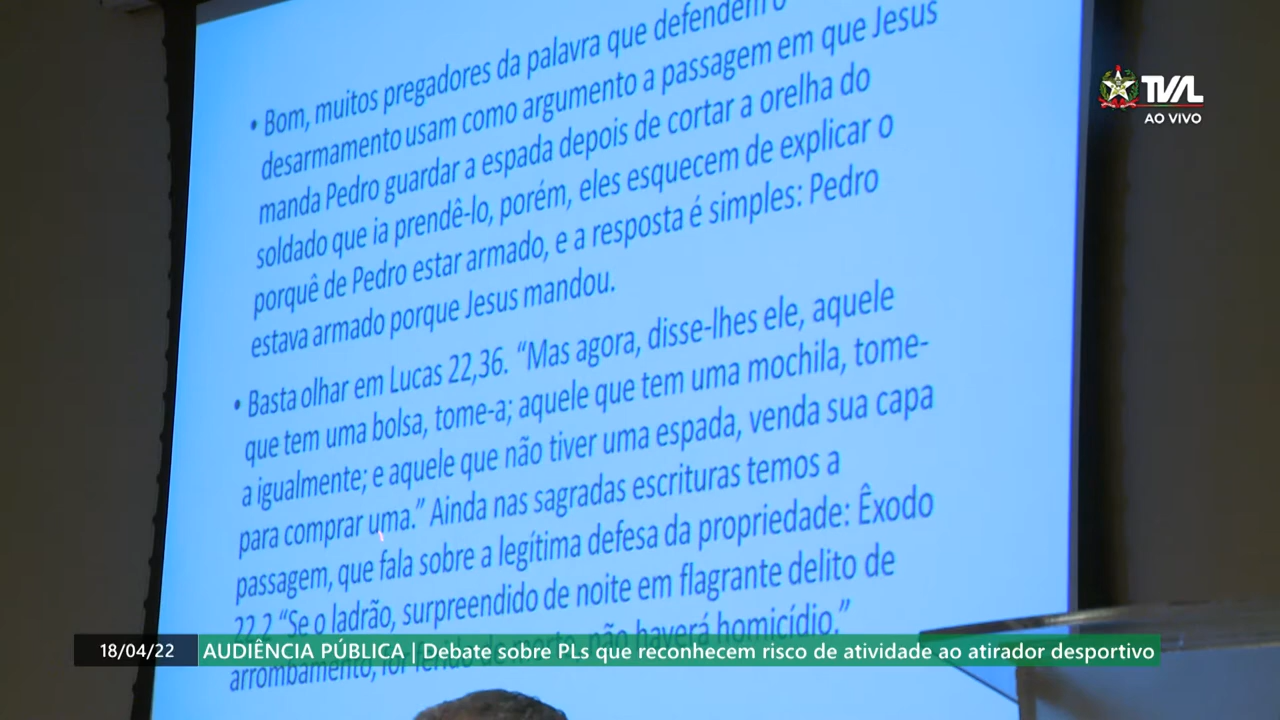 • Bom, muitos pregadores da palavra que defendem o
desarmamento usam como argumento a passagem em que Jesus
manda Pedro guardar a espada depois de cortar a orelha do
soldado que ia prendê-lo, porém, eles esquecem de explicar o
porquê de Pedro estar armado, e a resposta é simples: Pedro
estava armado porque Jesus mandou.
• Basta olhar em Lucas 22,36. “Mas agora, disse-lhes ele, aquele
que tem uma bolsa, tome-a; aquele que tem uma mochila, tome-
a igualmente; e aquele que não tiver uma espada, venda sua capa
para comprar uma.” Ainda nas sagradas escrituras temos a
passagem, que fala sobre a legítima defesa da propriedade: Êxodo
22,2 “Se o ladrão, surpreendido de noite em flagrante delito de
arrombamento, for ferido de morte, não haverá homicídio.”
TVAL
AO VIVO
18/04/22
AUDIÊNCIA PÚBLICA | Debate sobre PLs que reconhecem risco de atividade ao atirador desportivo